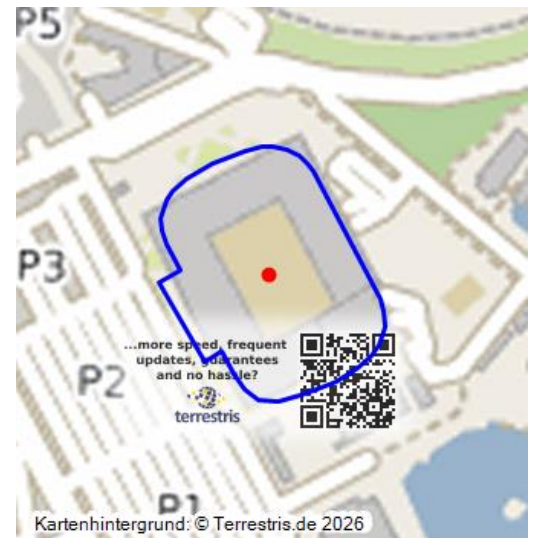 P5
P3
...more speed, frequent
updates, guarantees
and no hassle?
P2
terrestris
P1
Kartenhintergrund: © Terrestris.de 2026